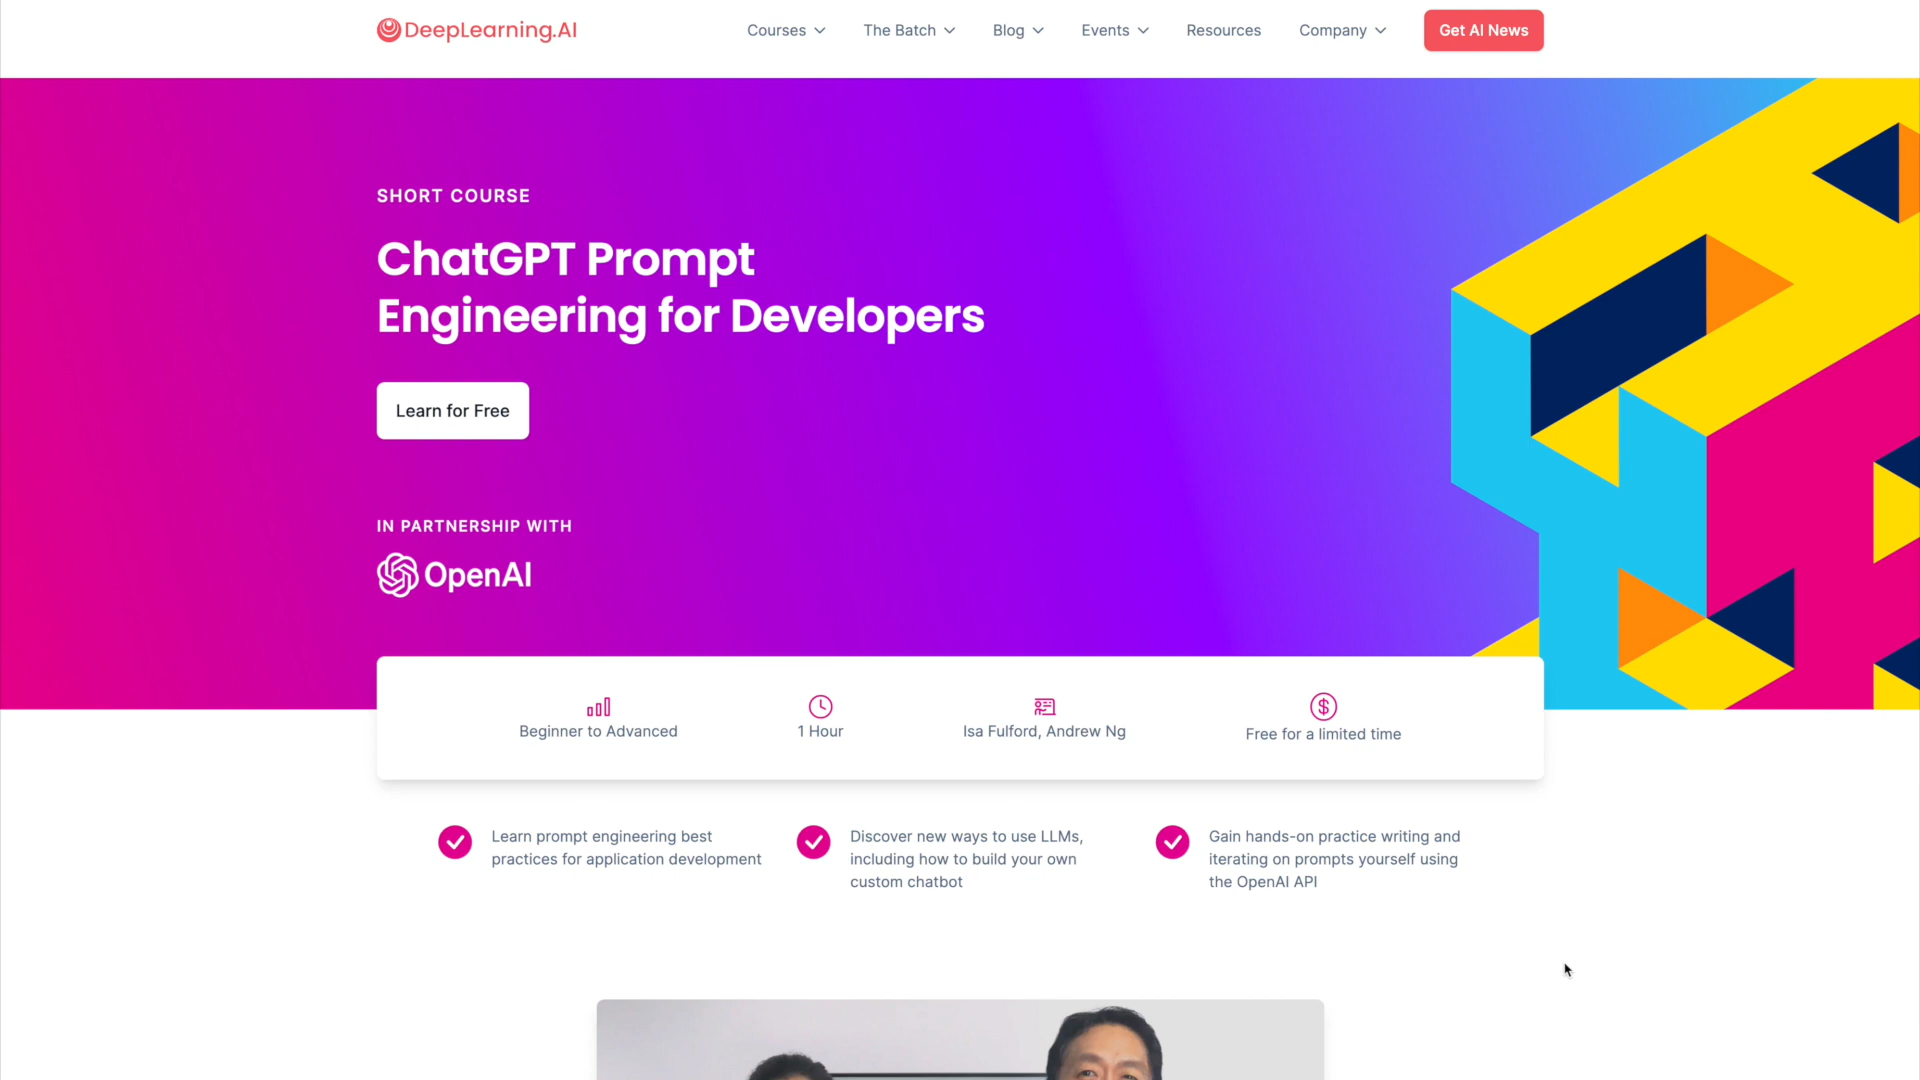 DeepLearning.AI
Courses
The Batch
Blog
Events
Resources
Company
Get AI News
SHORT COURSE
ChatGPT Prompt
Engineering for Developers
Learn for Free
IN PARTNERSHIP WITH
OpenAI
Beginner to Advanced
1 Hour
Isa Fulford, Andrew Ng
Free for a limited time
Learn prompt engineering best
practices for application development
Discover new ways to use LLMs,
including how to build your own
custom chatbot
Gain hands-on practice writing and
iterating on prompts yourself using
the OpenAI API